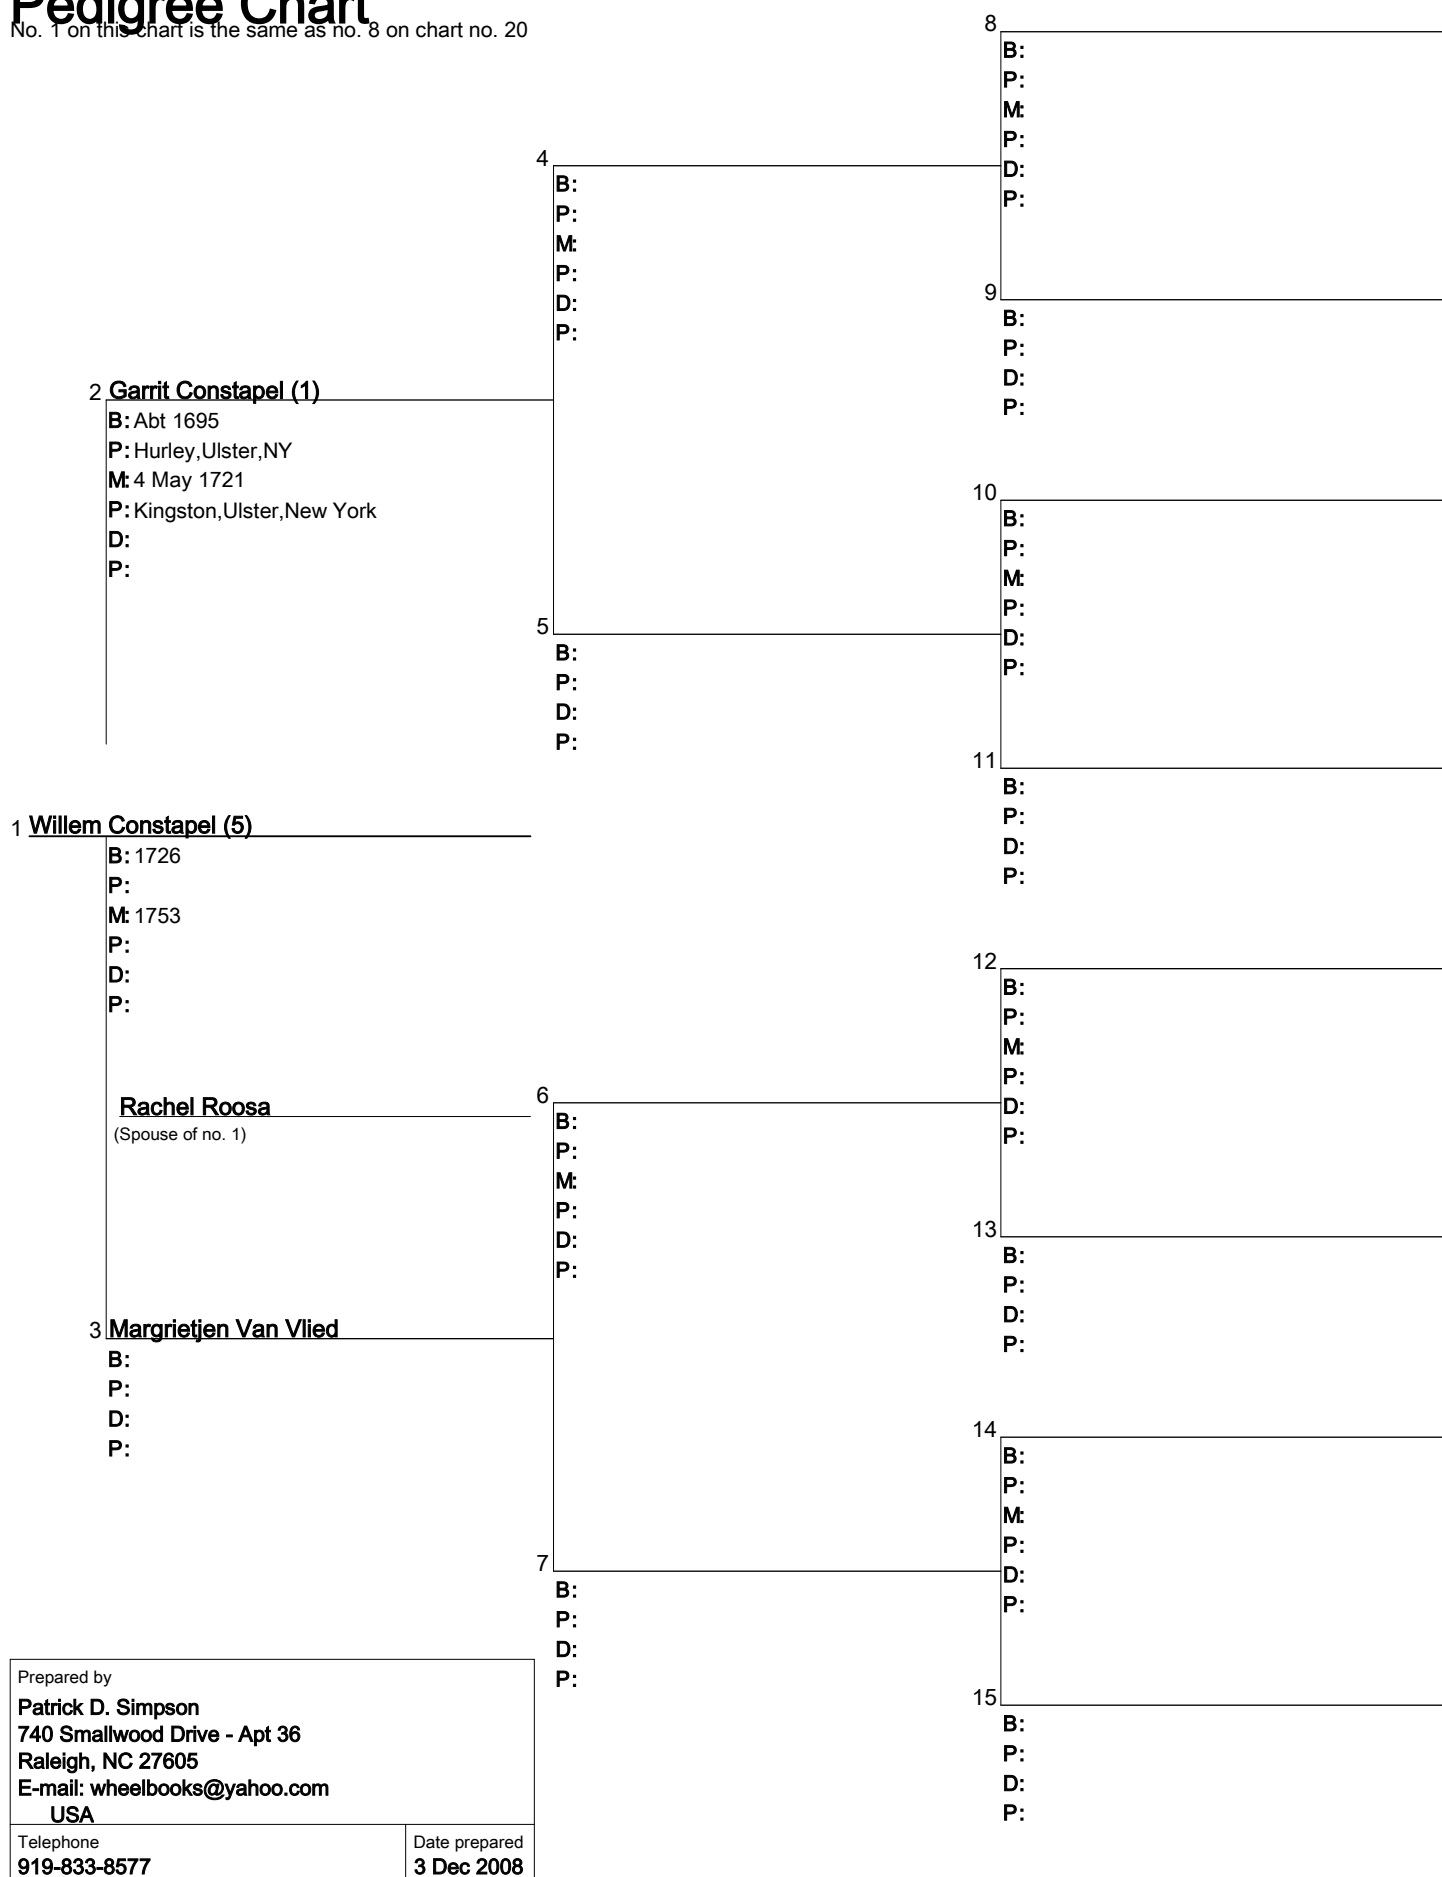 Pedigree Chart
No. 1 on this chart is the same as no. 8 on chart no. 20
8
B:
P:
M:
P:
D:
P:
4
B:
P:
M:
P:
D:
P:
9
B:
P:
D:
P:
2 Garrit Constapel (1)
B: Abt 1695
P: Hurley,Ulster,NY
M: 4 May 1721
P: Kingston,Ulster,New York
D:
P:
10
B:
P:
M:
P:
D:
P:
5
B:
P:
D:
P:
11
B:
P:
D:
P:
1 Willem Constapel (5)
B: 1726
P:
M: 1753
P:
D:
P:
Rachel Roosa
(Spouse of no. 1)
12
B:
P:
M:
P:
D:
P:
6
B:
P:
M:
P:
D:
P:
13
B:
P:
D:
P:
3 Margrietjen Van Vlied
B:
P:
D:
P:
14
B:
P:
M:
P:
D:
P:
7
B:
P:
D:
P:
15
B:
P:
D:
P:
Prepared by
Patrick D. Simpson
740 Smallwood Drive - Apt 36
Raleigh, NC 27605
E-mail: wheelbooks@yahoo.com
USA
Telephone
919-833-8577
Date prepared
3 Dec 2008